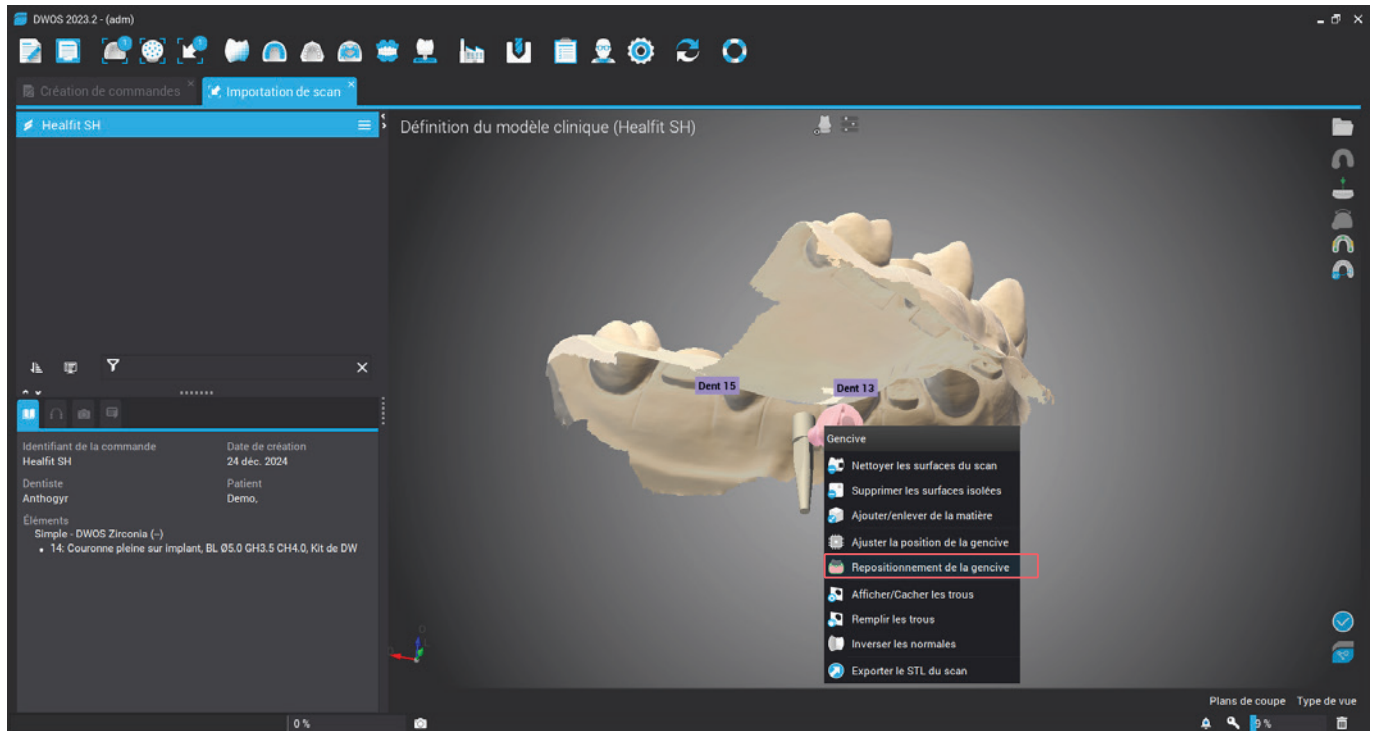 DWOS 2023.2 - (adm)
1
1
Création de commandes
Importation de scan
Healfit SH
Définition du modèle clinique (Healfit SH)
Dent 15
Dent 13
Gencive
Nettoyer les surfaces du scan
Supprimer les surfaces isolées
Ajouter/enlever de la matière
Ajuster la position de la gencive
Repositionnement de la gencive
Afficher/Cacher les trous
Remplir les trous
Inverser les normales
Exporter le STL du scan
Identifiant de la commande
Healfit SH
Date de création
24 déc. 2024
Dentiste
Anthogyr
Patient
Demo,
Éléments
Simple - DWOS Zirconia (--)
14: Couronne pleine sur implant, BL Ø5.0 GH3.5 CH4.0, Kit de DW
Plans de coupe Type de vue
0 %
9 %